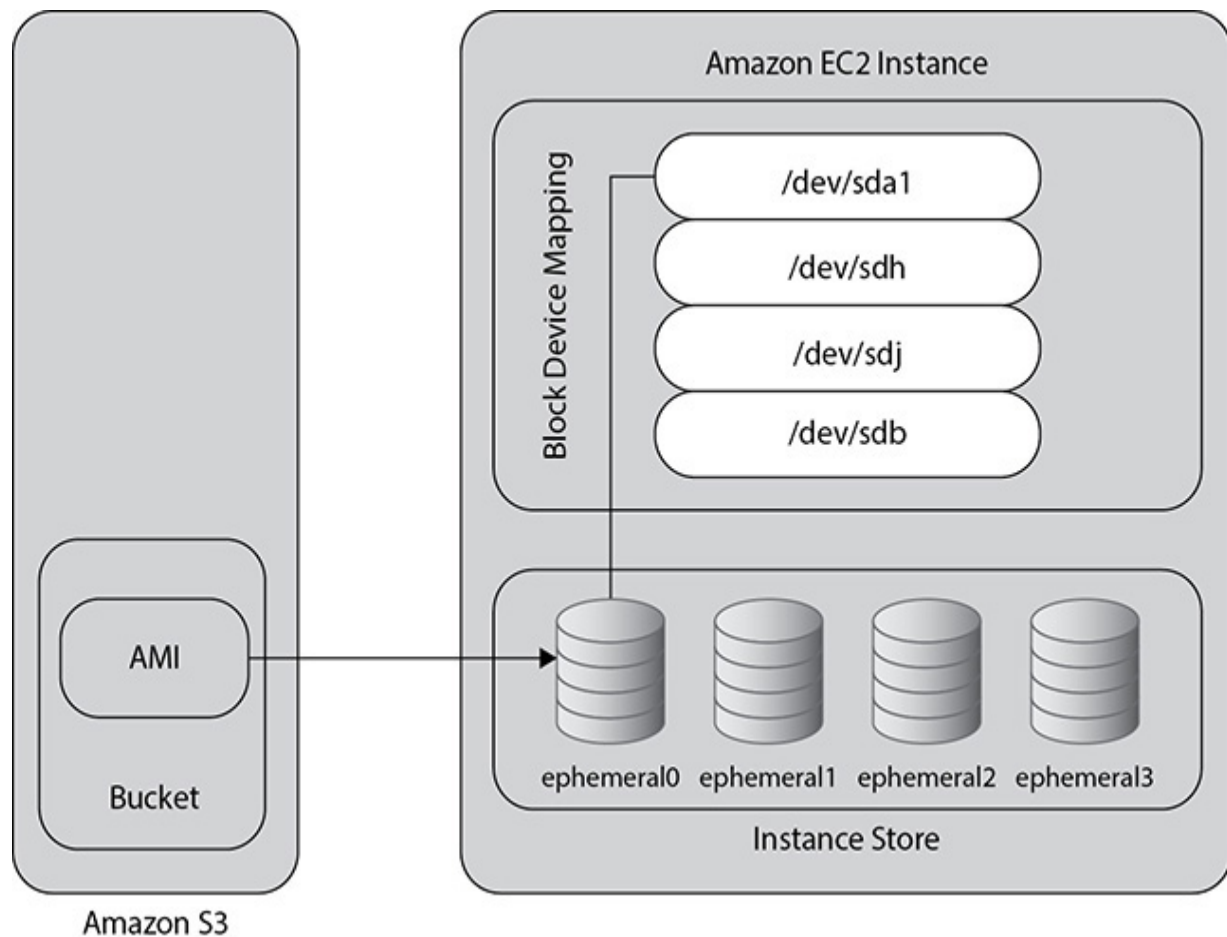 Amazon EC2 Instance
Block Device Mapping
/dev/sda1
/dev/sdh
/dev/sdj
/dev/sdb
AMI
Bucket
ephemeral0
ephemeral1
ephemeral2
ephemeral3
Instance Store
Amazon S3